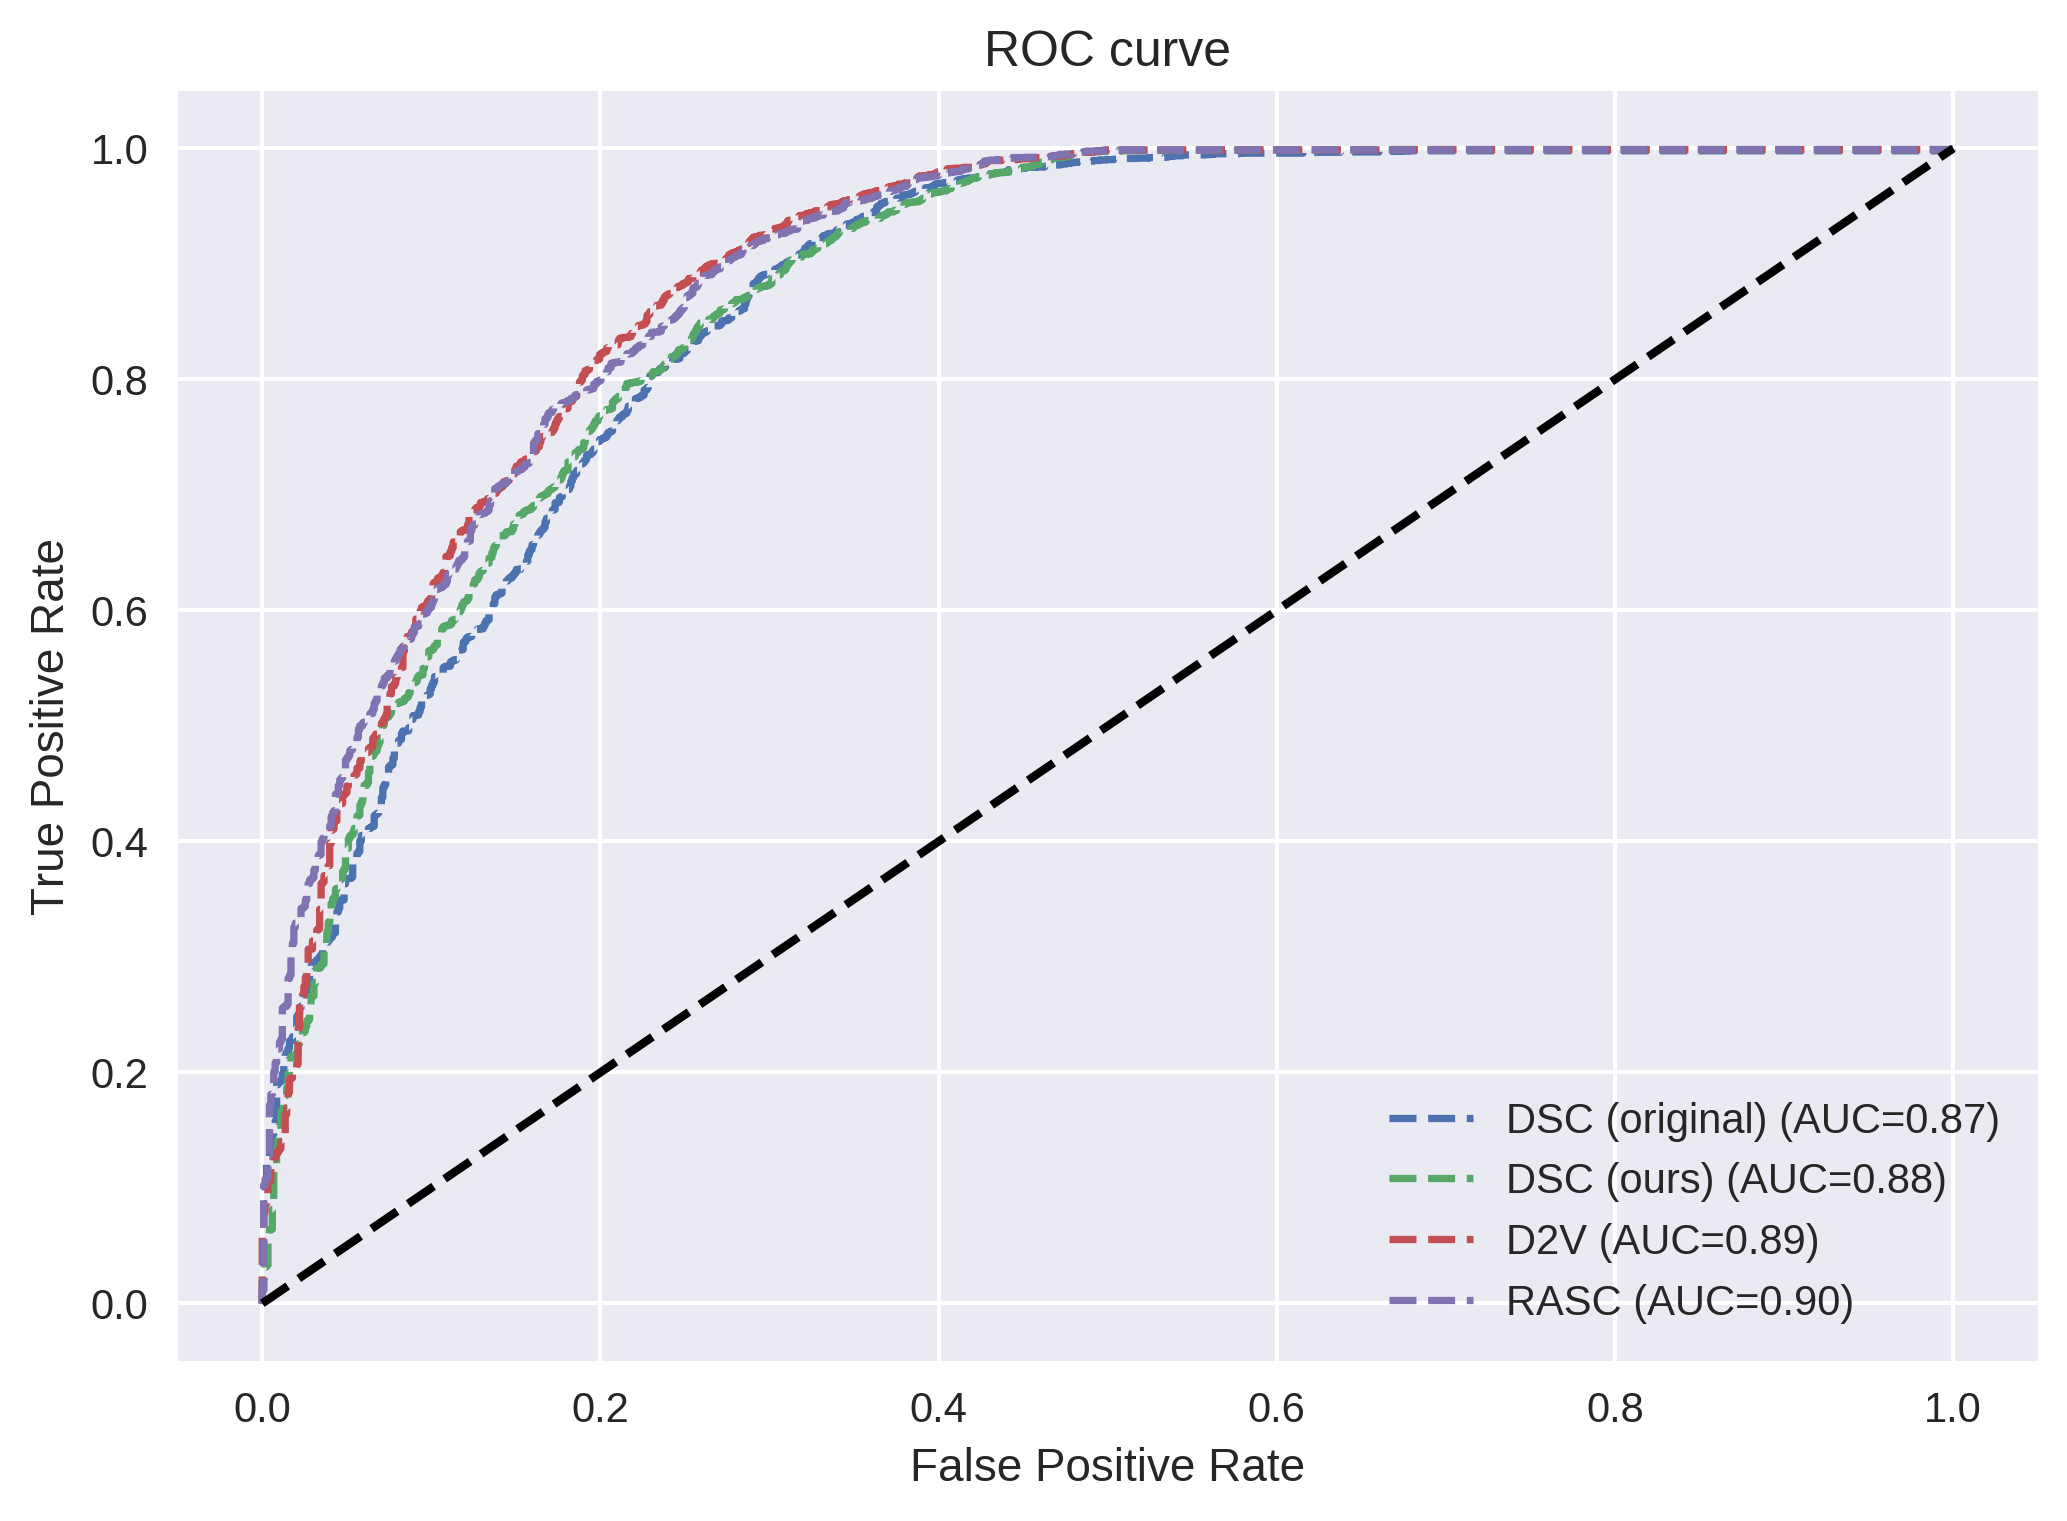 ROC curve
True Positive Rate
1.0
0.8
0.6
0.4
0.2
0.0
DSC (original) (AUC=0.87)
DSC (ours) (AUC=0.88)
D2V (AUC=0.89)
RASC (AUC=0.90)
0.0 0.2 0.4 0.6 0.8 1.0
False Positive Rate